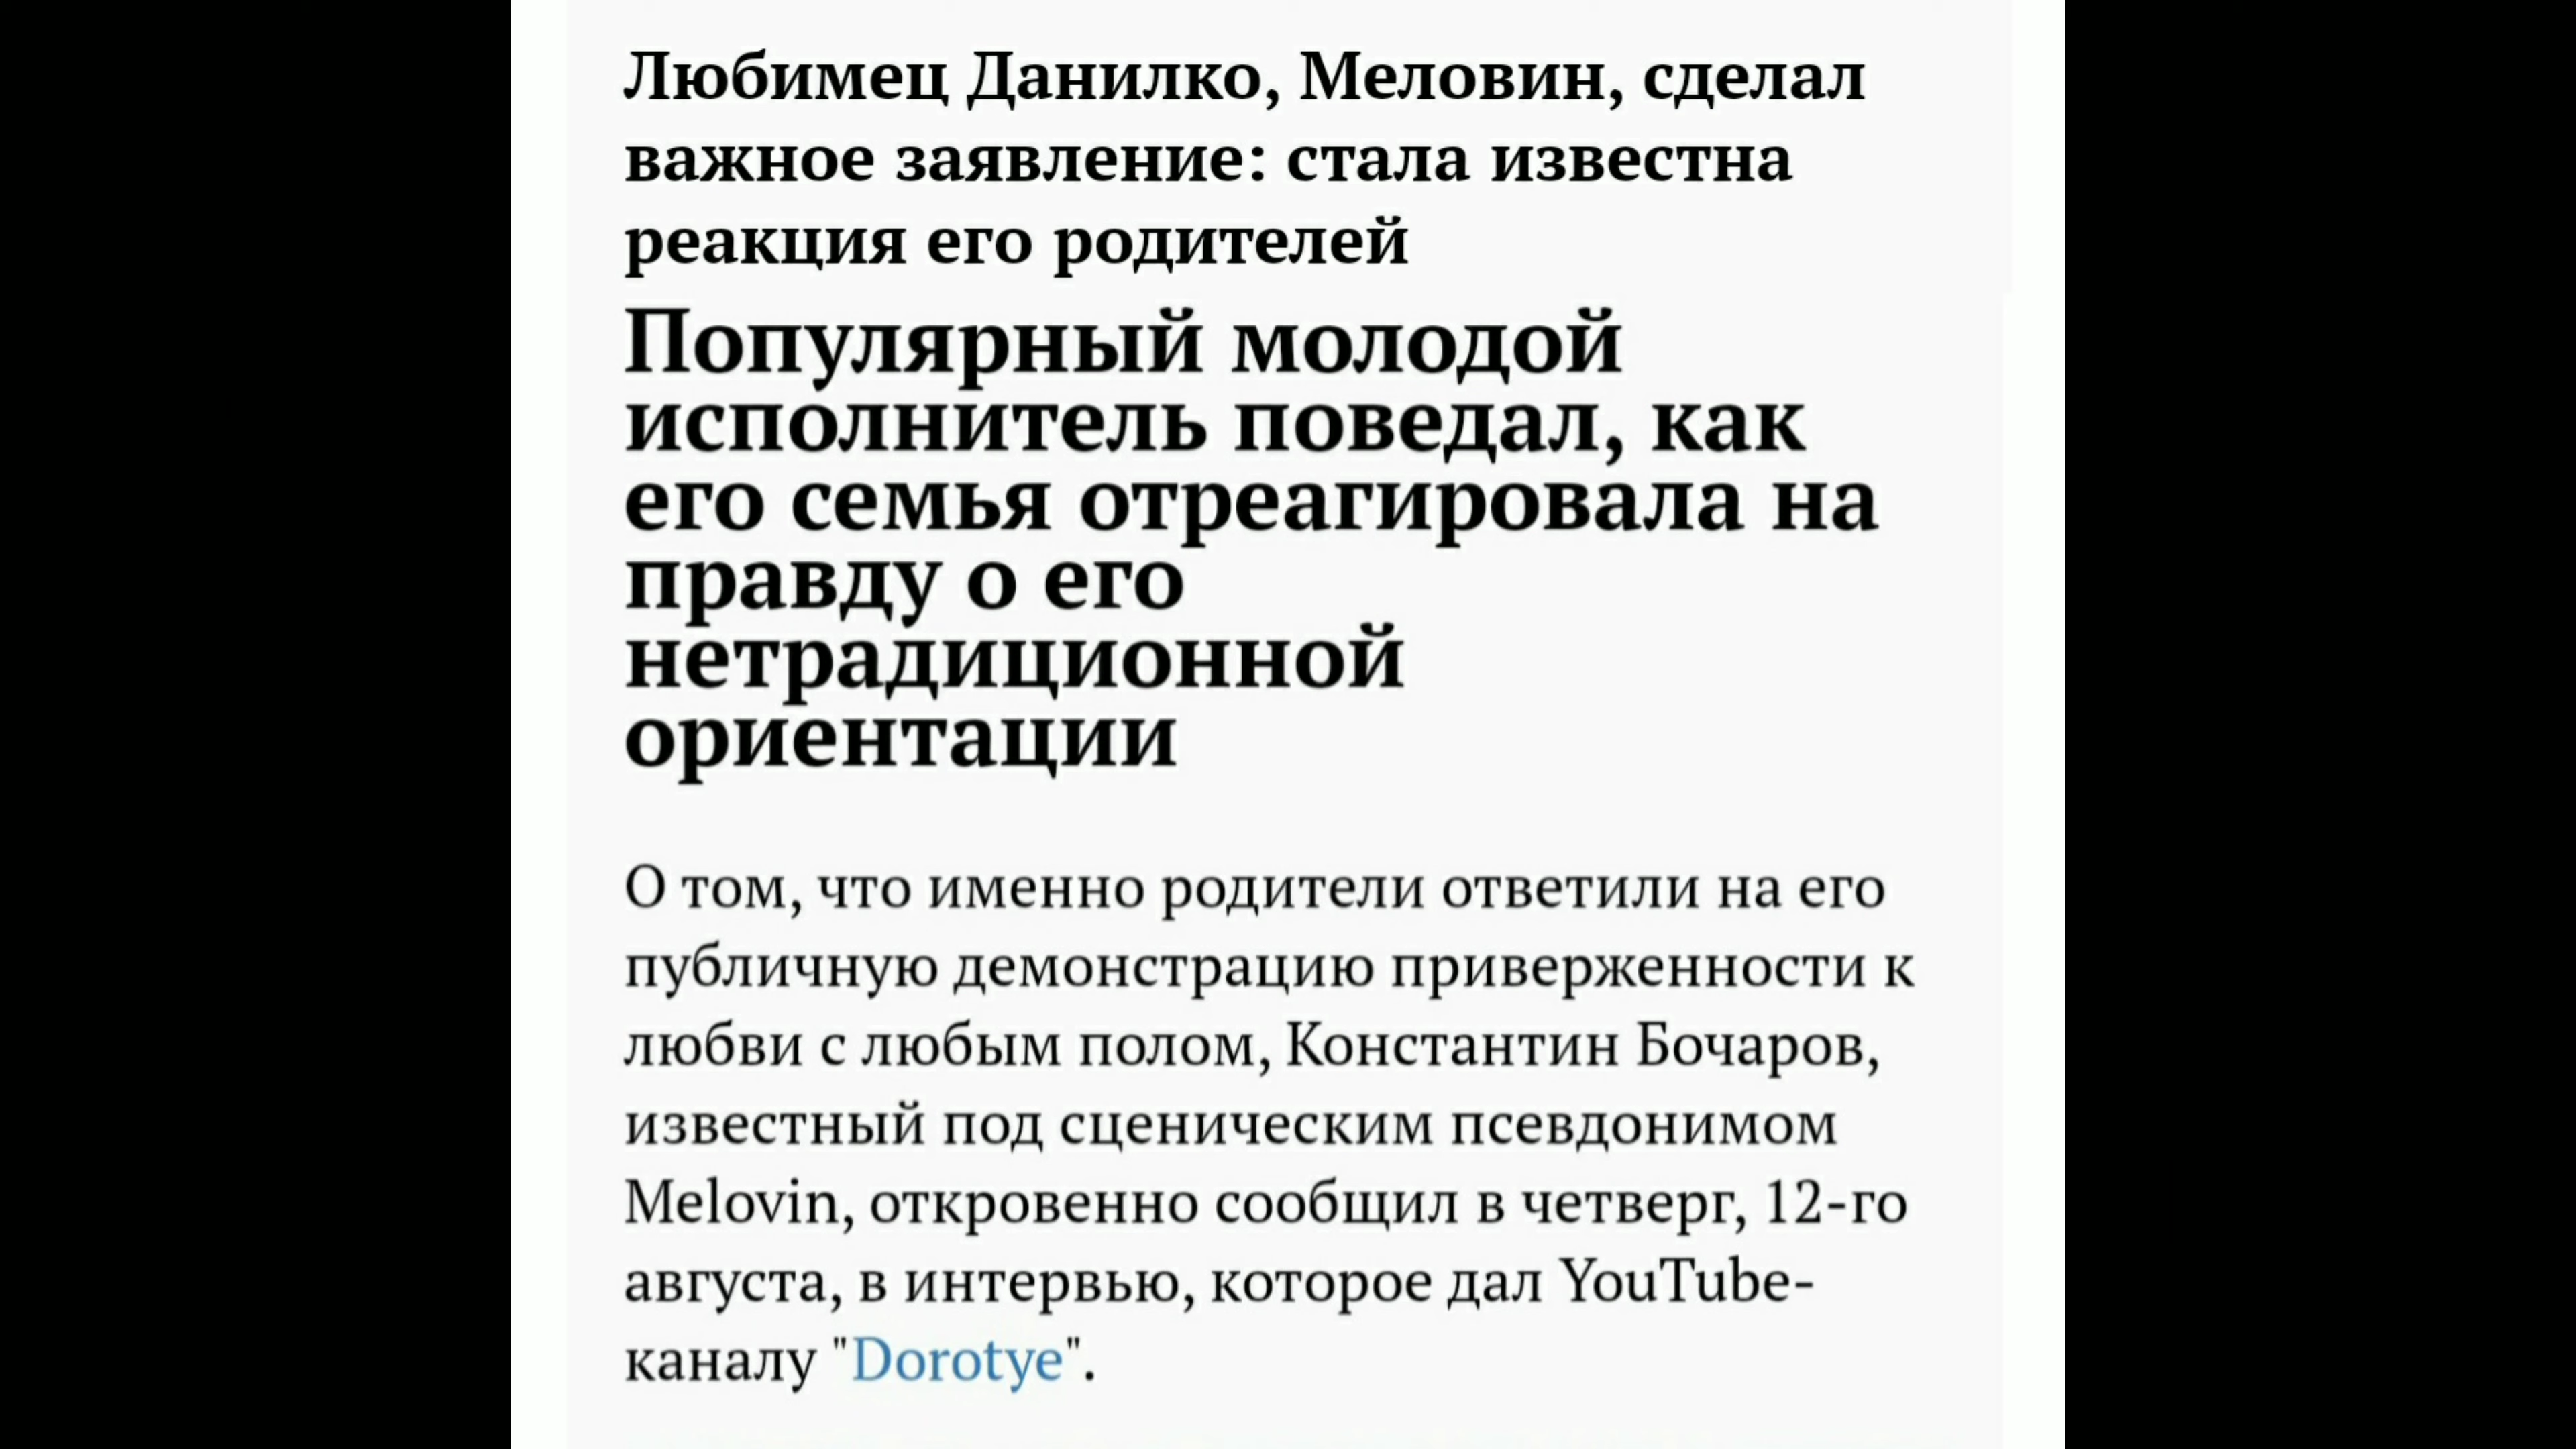 Любимец Данилко, Меловин, сделал
важное заявление: стала известна
реакция его родителей
Популярный молодой
исполнитель поведал, как
его семья отреагировала на
правду о его
нетрадиционной
ориентации
О том, что именно родители ответили на его
публичную демонстрацию приверженности к
любви с любым полом, Константин Бочаров,
известный под сценическим псевдонимом
Melovin, откровенно сообщил в четверг, 12-го
августа, в интервью, которое дал YouTube-
каналу "Dorotye".